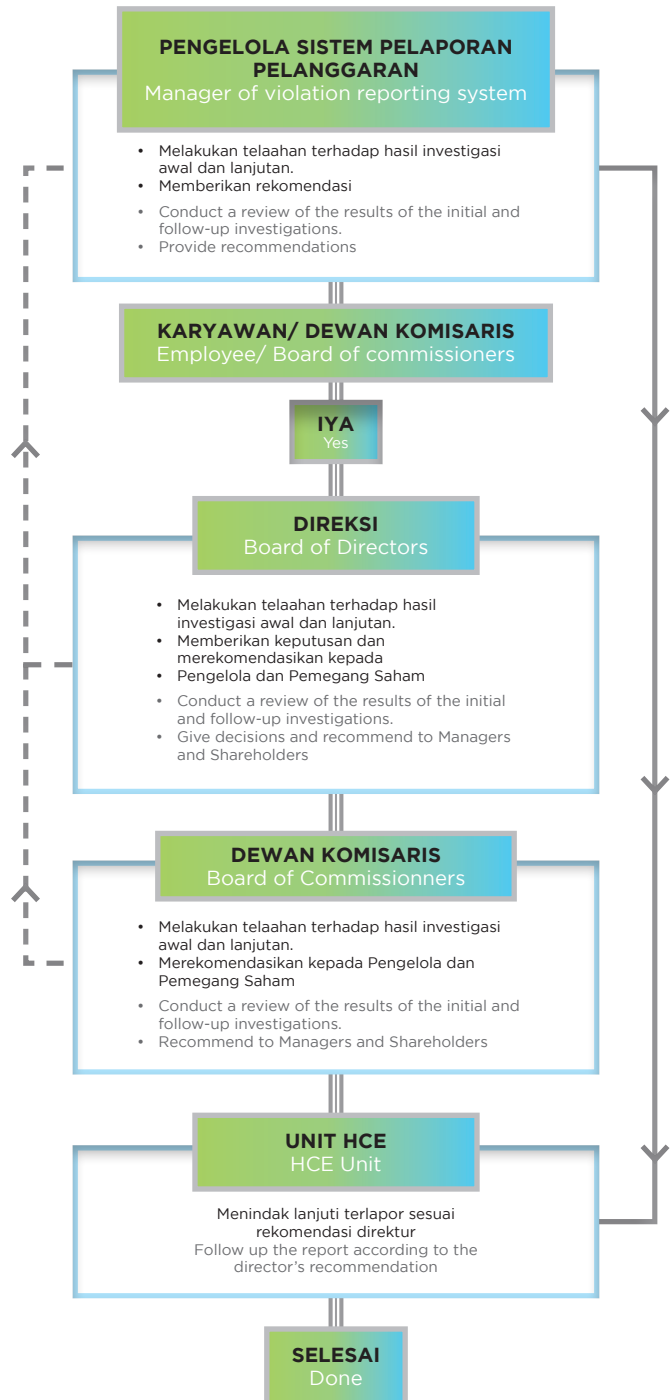 PENGELOLA SISTEM PELAPORAN
PELANGGARAN
Manager of violation reporting system
• Melakukan telaahan terhadap hasil investigasi
awal dan lanjutan.
• Memberikan rekomendasi
• Conduct a review of the results of the initial and
follow-up investigations.
• Provide recommendations
KARYAWAN/ DEWAN KOMISARIS
Employee/ Board of commissioners
IYA
Yes
DIREKSI
Board of Directors
• Melakukan telaahan terhadap hasil
investigasi awal dan lanjutan.
• Memberikan keputusan dan
merekomendasikan kepada
• Pengelola dan Pemegang Saham
• Conduct a review of the results of the initial
and follow-up investigations.
• Give decisions and recommend to Managers
and Shareholders
DEWAN KOMISARIS
Board of Commissionners
• Melakukan telaahan terhadap hasil investigasi
awal dan lanjutan.
• Merekomendasikan kepada Pengelola dan
Pemegang Saham
• Conduct a review of the results of the initial and
follow-up investigations.
• Recommend to Managers and Shareholders
UNIT HCE
HCE Unit
Menindak lanjuti terlapor sesuai
rekomendasi direktur
Follow up the report according to the
director’s recommendation
SELESAI
Done